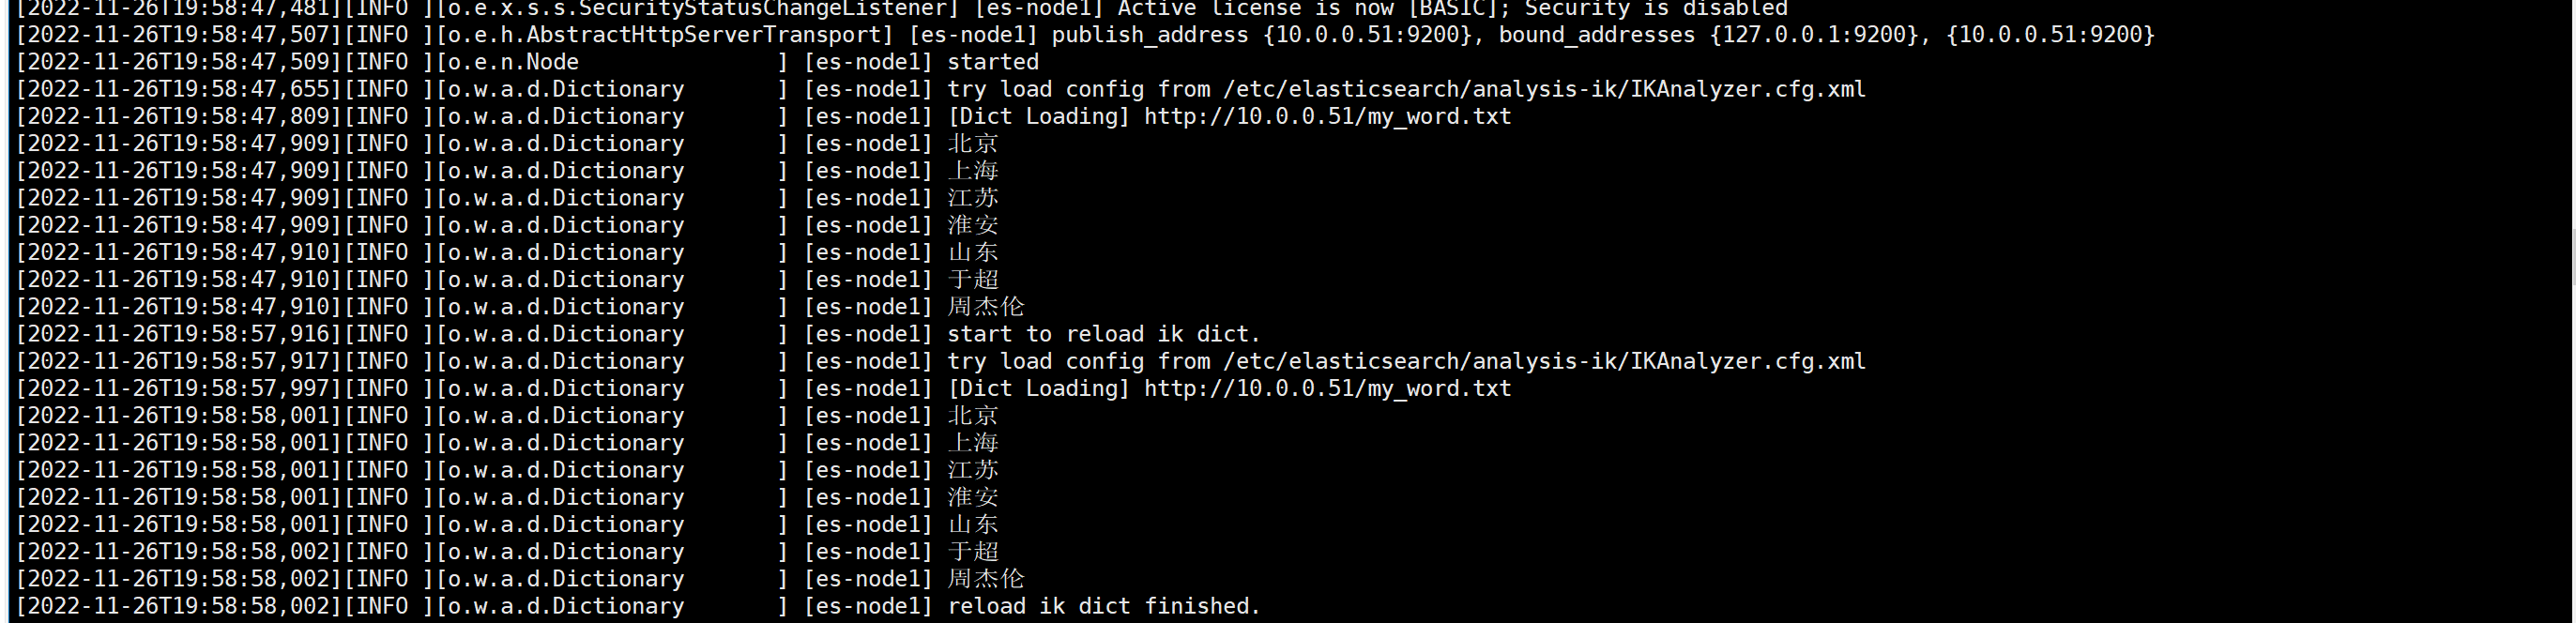 [2022-11-26T19:58:47,481][INFO ][o.e.x.s.s.SecurityStatusChangeListener] [es-node1] Active license is now [BASIC]; Security is disabled
[2022-11-26T19:58:47,507][INFO ][o.e.h.AbstractHttpServerTransport] [es-node1] publish_address {10.0.0.51:9200}, bound_addresses {127.0.0.1:9200}, {10.0.0.51:9200}
[2022-11-26T19:58:47,509][INFO ][o.e.n.Node               ] [es-node1] started
[2022-11-26T19:58:47,655][INFO ][o.w.a.d.Dictionary       ] [es-node1] try load config from /etc/elasticsearch/analysis-ik/IKAnalyzer.cfg.xml
[2022-11-26T19:58:47,809][INFO ][o.w.a.d.Dictionary       ] [es-node1] [Dict Loading] http://10.0.0.51/my_word.txt
[2022-11-26T19:58:47,909][INFO ][o.w.a.d.Dictionary       ] [es-node1] 北京
[2022-11-26T19:58:47,909][INFO ][o.w.a.d.Dictionary       ] [es-node1] 上海
[2022-11-26T19:58:47,909][INFO ][o.w.a.d.Dictionary       ] [es-node1] 江苏
[2022-11-26T19:58:47,909][INFO ][o.w.a.d.Dictionary       ] [es-node1] 淮安
[2022-11-26T19:58:47,910][INFO ][o.w.a.d.Dictionary       ] [es-node1] 山东
[2022-11-26T19:58:47,910][INFO ][o.w.a.d.Dictionary       ] [es-node1] 于超
[2022-11-26T19:58:47,910][INFO ][o.w.a.d.Dictionary       ] [es-node1] 周杰伦
[2022-11-26T19:58:57,916][INFO ][o.w.a.d.Dictionary       ] [es-node1] start to reload ik dict.
[2022-11-26T19:58:57,917][INFO ][o.w.a.d.Dictionary       ] [es-node1] try load config from /etc/elasticsearch/analysis-ik/IKAnalyzer.cfg.xml
[2022-11-26T19:58:57,997][INFO ][o.w.a.d.Dictionary       ] [es-node1] [Dict Loading] http://10.0.0.51/my_word.txt
[2022-11-26T19:58:58,001][INFO ][o.w.a.d.Dictionary       ] [es-node1] 北京
[2022-11-26T19:58:58,001][INFO ][o.w.a.d.Dictionary       ] [es-node1] 上海
[2022-11-26T19:58:58,001][INFO ][o.w.a.d.Dictionary       ] [es-node1] 江苏
[2022-11-26T19:58:58,001][INFO ][o.w.a.d.Dictionary       ] [es-node1] 淮安
[2022-11-26T19:58:58,001][INFO ][o.w.a.d.Dictionary       ] [es-node1] 山东
[2022-11-26T19:58:58,002][INFO ][o.w.a.d.Dictionary       ] [es-node1] 于超
[2022-11-26T19:58:58,002][INFO ][o.w.a.d.Dictionary       ] [es-node1] 周杰伦
[2022-11-26T19:58:58,002][INFO ][o.w.a.d.Dictionary       ] [es-node1] reload ik dict finished.